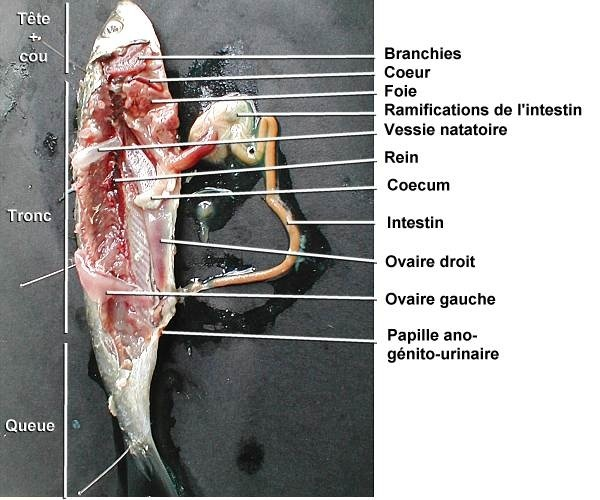 Tête
+
cou
Tronc
Queue
Branchies
Coeur
Foie
Ramifications de l'intestin
Vessie natatoire
Rein
Coecum
Intestin
Ovaire droit
Ovaire gauche
Papille ano-
génito-urinaire